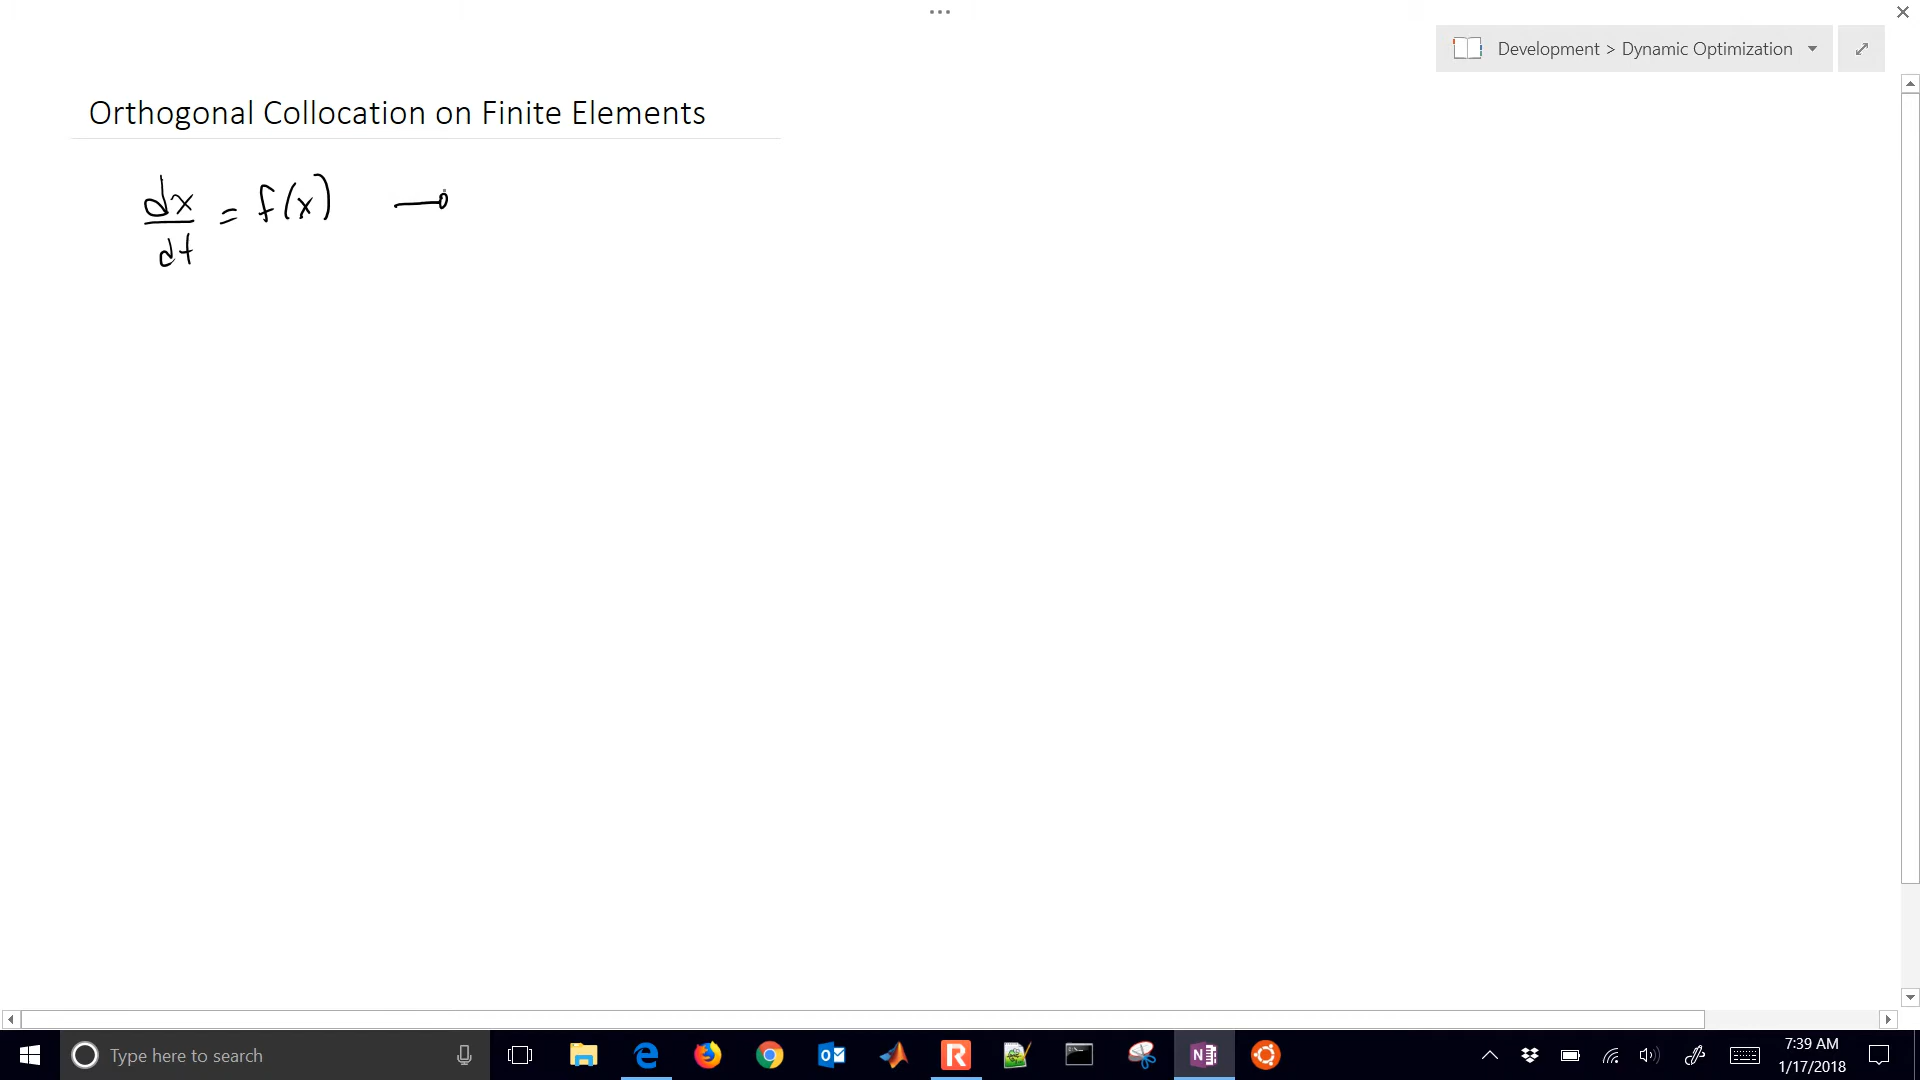 Development > Dynamic Optimization
Orthogonal Collocation on Finite Elements
dx/dt = f(x)
Type here to search
7:39 AM
1/17/2018